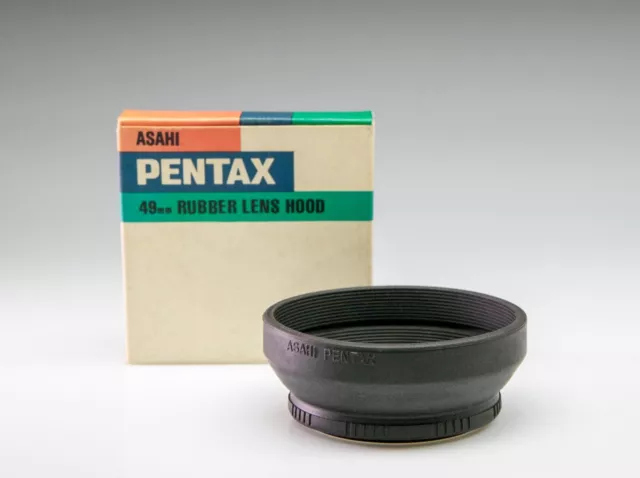 ASAHI
PENTAX
49mm RUBBER LENS HOOD
ASAHI PENTAX